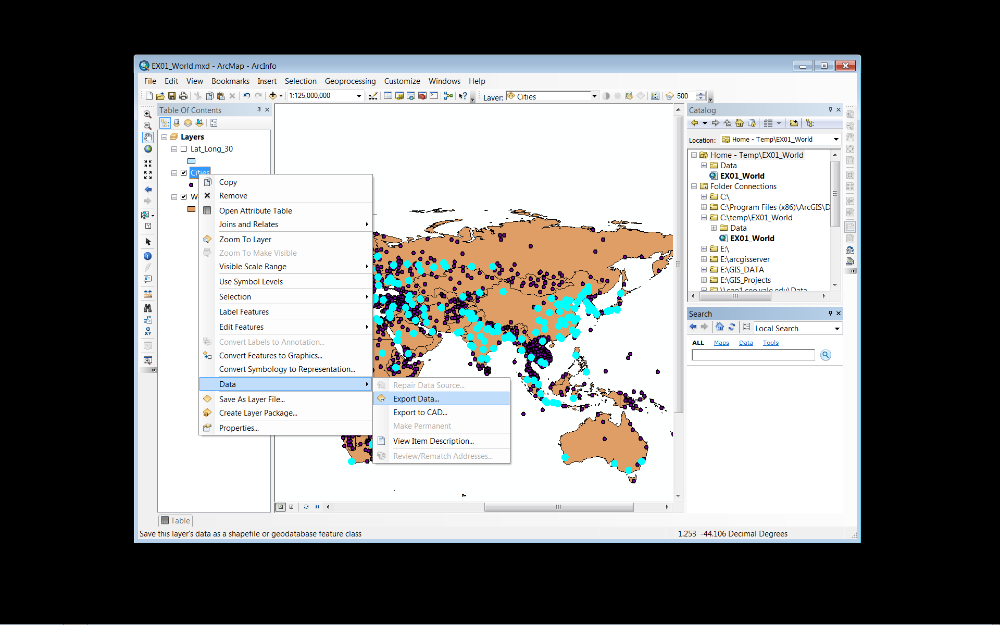 EX01_World.mxd - ArcMap - ArcInfo
File Edit View Bookmarks Insert Selection Geoprocessing Customize Windows Help
1:125,000,000
Layer: Cities
500
Table Of Contents
Layers
Lat_Long_30
Cities
Copy
Remove
Open Attribute Table
Joins and Relates
Zoom To Layer
Zoom To Make Visible
Visible Scale Range
Use Symbol Levels
Selection
Label Features
Edit Features
Convert Labels to Annotation...
Convert Features to Graphics...
Convert Symbology to Representation...
Data
Save As Layer File...
Create Layer Package...
Properties...
Repair Data Source...
Export Data...
Export to CAD...
Make Permanent
View Item Description...
Review/Rematch Addresses...
Catalog
Location: Home - Temp\EX01_World
Home - Temp\EX01_World
Data
EX01_World
Folder Connections
C:\
C:\Program Files (x86)\ArcGIS\D
C:\temp\EX01_World
Data
EX01_World
E:\
E:\arcgisserver
E:\GIS_DATA
E:\GIS_Projects
Search
Local Search
ALL Maps Data Tools
Table
Save this layer's data as a shapefile or geodatabase feature class
1.253 -44.106 Decimal Degrees